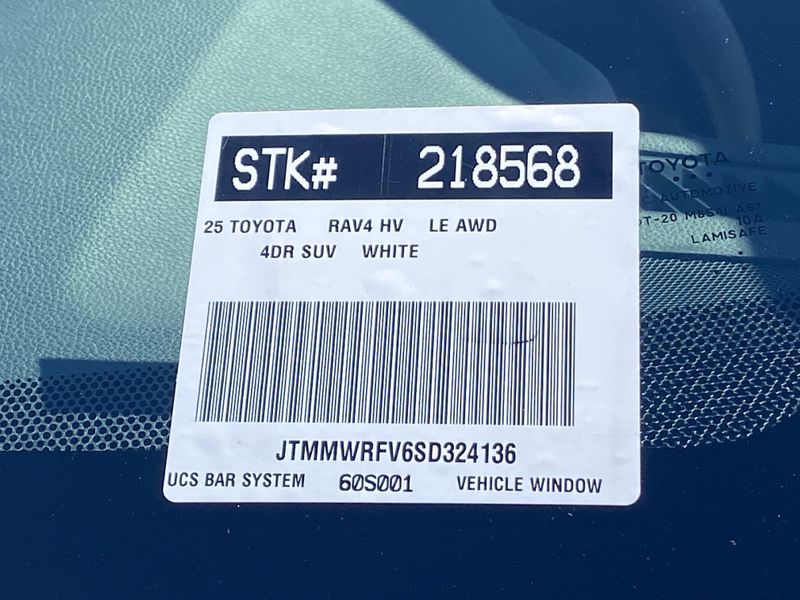 STK# 218568
25 TOYOTA RAV4 HV LE AWD
4DR SUV WHITE
JTMMWRFV6SD324136
UCS BAR SYSTEM 60S001 VEHICLE WINDOW
TOYOTA
AUTOMOTIVE
LAMISAFE